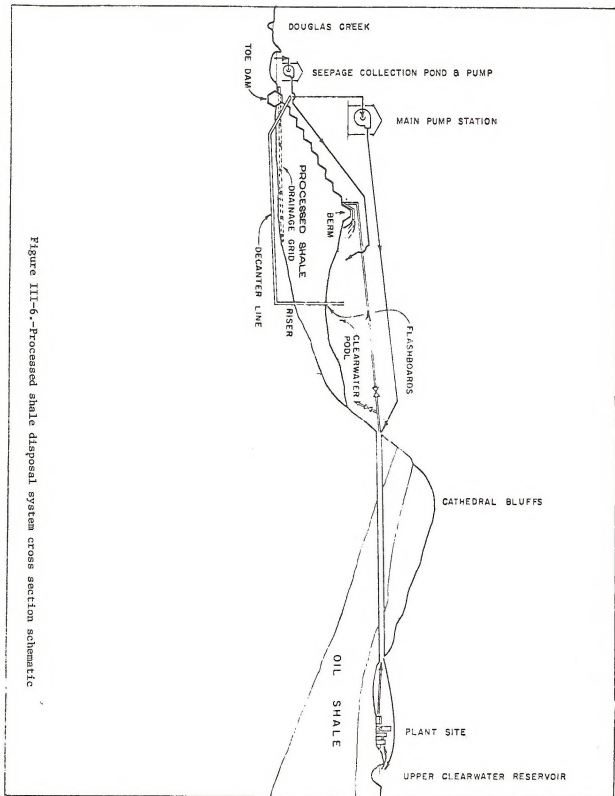 DOUGLAS CREEK
SEEPAGE COLLECTION POND & PUMP
TOE DAM
MAIN PUMP STATION
PROCESSED SHALE
DRAINAGE GRID
BERM
DECANTER LINE
RISER
CLEARWATER
POOL
FLASHBOARDS
CATHEDRAL BLUFFS
OIL SHALE
PLANT SITE
UPPER CLEARWATER RESERVOIR
Figure III-6.-Processed shale disposal system cross section schematic